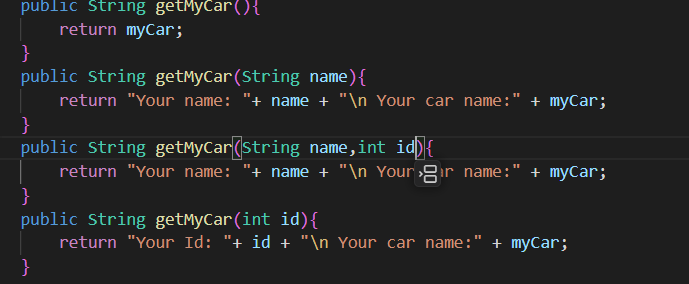 public String getMyCar(){
return myCar;
}
public String getMyCar(String name){
return "Your name: "+ name + "\n Your car name:" + myCar;
}
public String getMyCar(String name,int id){
return "Your name: "+ name + "\n Your car name:" + myCar;
}
public String getMyCar(int id){
return "Your Id: "+ id + "\n Your car name:" + myCar;
}